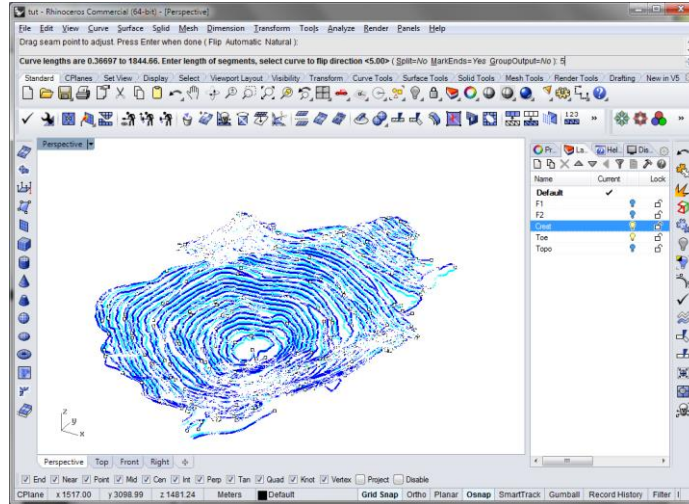 tut - Rhinoceros Commercial (64-bit) - [Perspective]
File Edit View Curve Surface Solid Mesh Dimension Transform Tools Analyze Render Panels Help
Drag seam point to adjust. Press Enter when done ( Flip Automatic Natural ):
Curve lengths are 0.36697 to 1844.66. Enter length of segments, select curve to flip direction <5.00> ( Split=No MarkEnds=Yes GroupOutput=No ): 5
Standard CPlanes Set View Display Select Viewport Layout Visibility Transform Curve Tools Surface Tools Solid Tools Mesh Tools Render Tools Drafting New in V5
123
Perspective
Pr... La... Hel... Dis...
Name Current Lock
Default
F1
F2
Crest
Toe
Topo
z
y
x
Perspective Top Front Right
End Near Point Mid Cen Int Perp Tan Quad Knot Vertex Project Disable
CPlane x 1517.00 y 3098.99 z 1481.24 Meters Default Grid Snap Ortho Planar Osnap SmartTrack Gumball Record History Filter